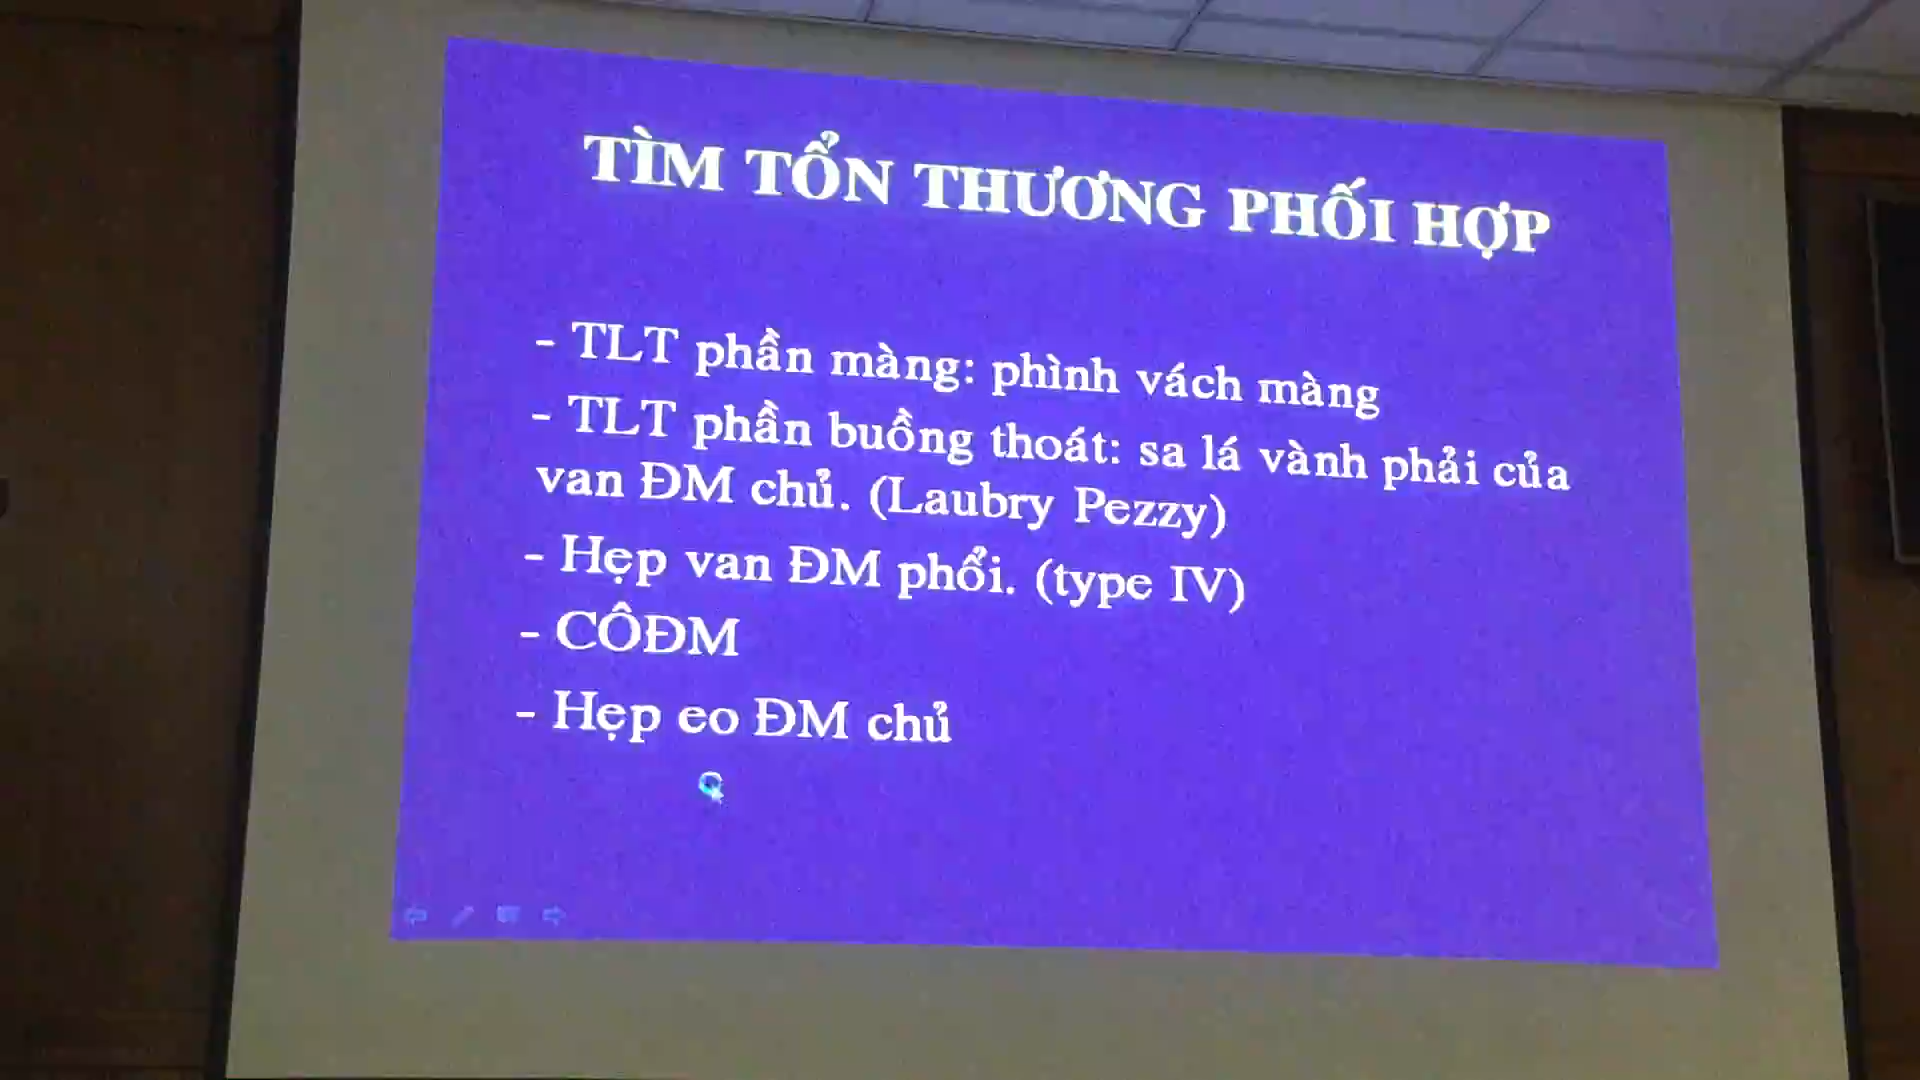 TÌM TỔN THƯƠNG PHỐI HỢP
- TLT phần màng: phình vách màng
- TLT phần buồng thoát: sa lá vành phải của
van ĐM chủ. (Laubry Pezzy)
- Hẹp van ĐM phổi. (type IV)
- CÔĐM
- Hẹp eo ĐM chủ